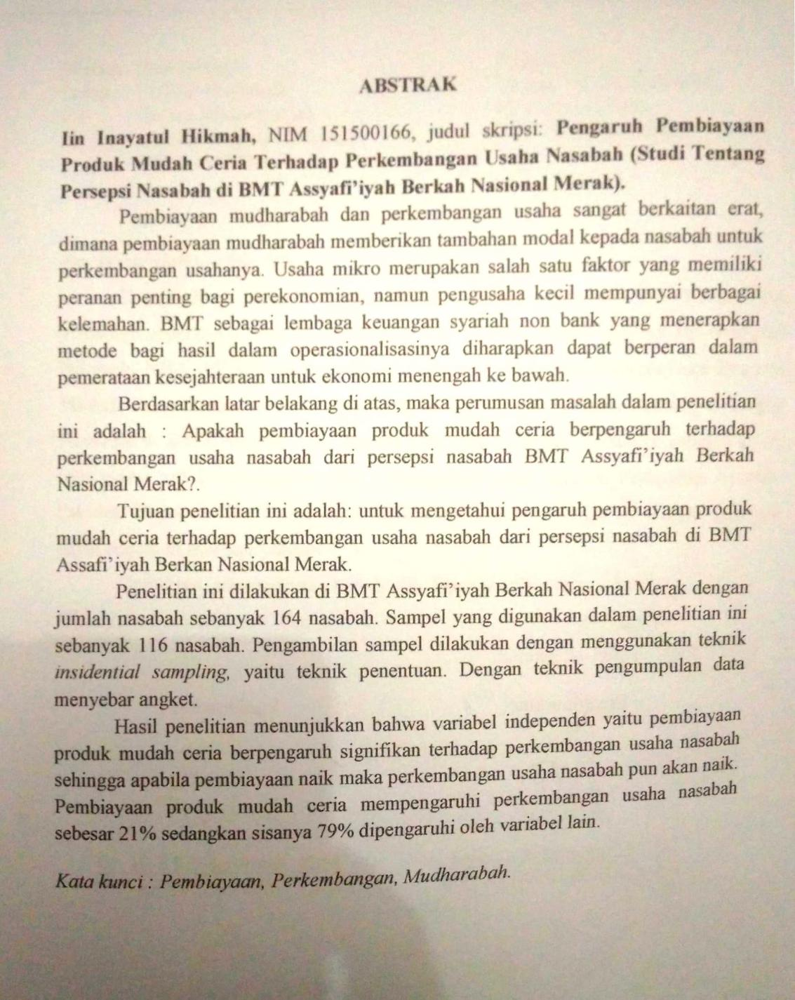 ABSTRAK
Iin Inayatul Hikmah, NIM 151500166, judul skripsi: Pengaruh Pembiayaan
Produk Mudah Ceria Terhadap Perkembangan Usaha Nasabah (Studi Tentang
Persepsi Nasabah di BMT Assyafi'iyah Berkah Nasional Merak).
Pembiayaan mudharabah dan perkembangan usaha sangat berkaitan erat,
dimana pembiayaan mudharabah memberikan tambahan modal kepada nasabah untuk
perkembangan usahanya. Usaha mikro merupakan salah satu faktor yang memiliki
peranan penting bagi perekonomian, namun pengusaha kecil mempunyai berbagai
kelemahan. BMT sebagai lembaga keuangan syariah non bank yang menerapkan
metode bagi hasil dalam operasionalisasinya diharapkan dapat berperan dalam
pemerataan kesejahteraan untuk ekonomi menengah ke bawah.
Berdasarkan latar belakang di atas, maka perumusan masalah dalam penelitian
ini adalah : Apakah pembiayaan produk mudah ceria berpengaruh terhadap
perkembangan usaha nasabah dari persepsi nasabah BMT Assyafi'iyah Berkah
Nasional Merak?.
Tujuan penelitian ini adalah: untuk mengetahui pengaruh pembiayaan produk
mudah ceria terhadap perkembangan usaha nasabah dari persepsi nasabah di BMT
Assafi'iyah Berkan Nasional Merak.
Penelitian ini dilakukan di BMT Assyafi'iyah Berkah Nasional Merak dengan
jumlah nasabah sebanyak 164 nasabah. Sampel yang digunakan dalam penelitian ini
sebanyak 116 nasabah. Pengambilan sampel dilakukan dengan menggunakan teknik
insidential sampling, yaitu teknik penentuan. Dengan teknik pengumpulan data
menyebar angket.
Hasil penelitian menunjukkan bahwa variabel independen yaitu pembiayaan
produk mudah ceria berpengaruh signifikan terhadap perkembangan usaha nasabah
sehingga apabila pembiayaan naik maka perkembangan usaha nasabah pun akan naik.
Pembiayaan produk mudah ceria mempengaruhi perkembangan usaha nasabah
sebesar 21% sedangkan sisanya 79% dipengaruhi oleh variabel lain.
Kata kunci : Pembiayaan, Perkembangan, Mudharabah.